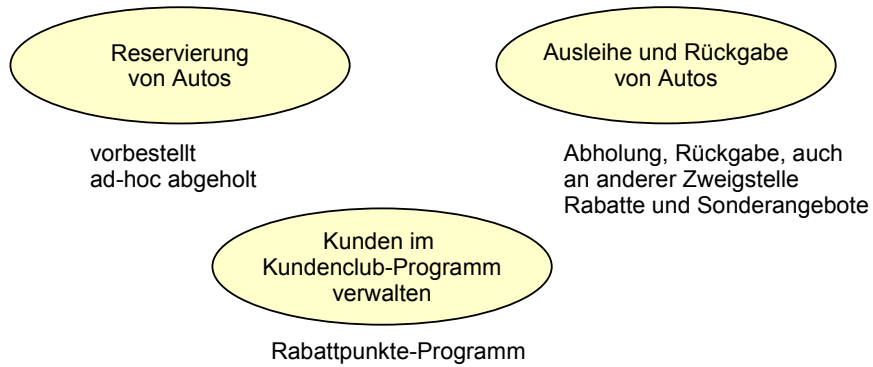 Reservierung
von Autos
vorbestellt
ad-hoc abgeholt
Ausleihe und Rückgabe
von Autos
Abholung, Rückgabe, auch
an anderer Zweigstelle
Rabatte und Sonderangebote
Kunden im
Kundenclub-Programm
verwalten
Rabattpunkte-Programm